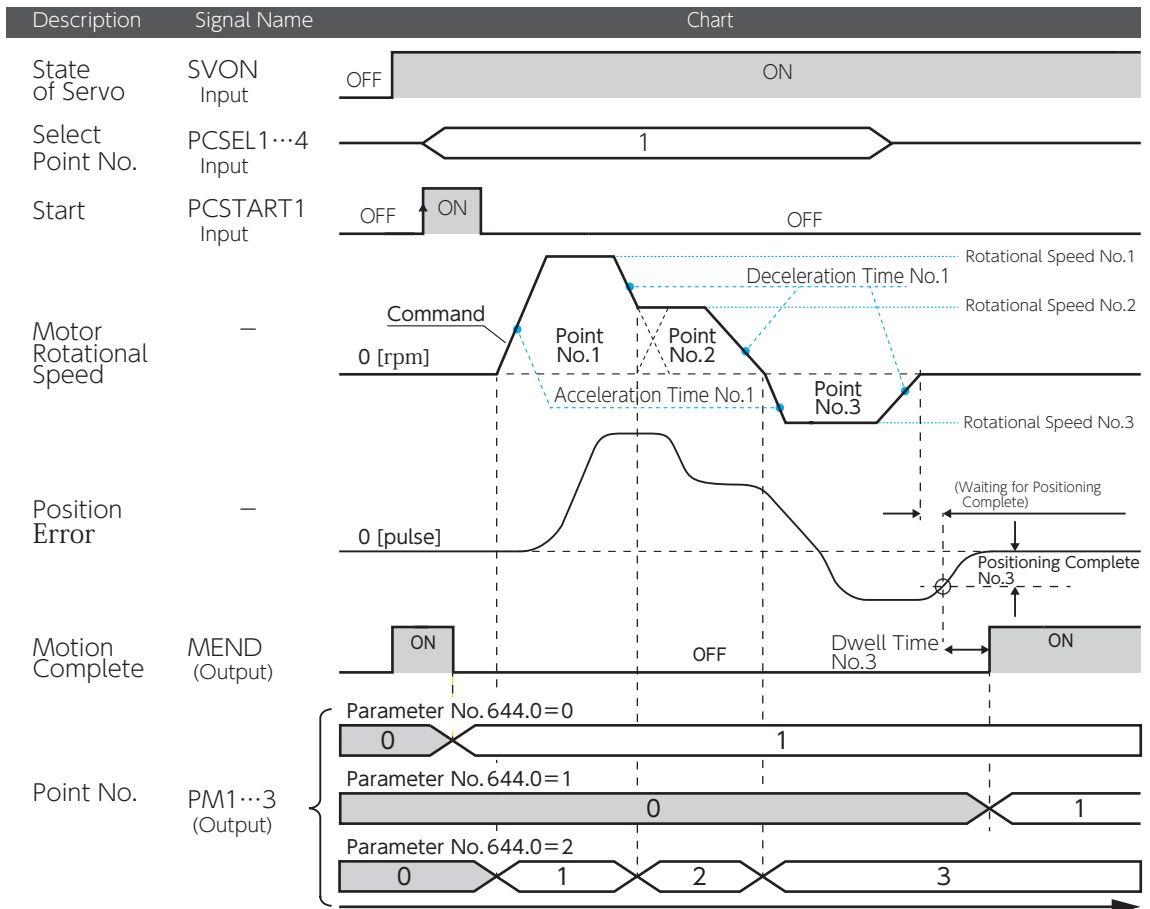 Description Signal Name Chart
State
of Servo
SVON
Input
OFF
ON
Select
Point No.
PCSEL1…4
Input
1
Start
PCSTART1
Input
OFF
ON
OFF
Motor
Rotational
Speed
–
0 [rpm]
Command
Point
No.1
Point
No.2
Point
No.3
Rotational Speed No.1
Deceleration Time No.1
Rotational Speed No.2
Acceleration Time No.1
Rotational Speed No.3
Position
Error
–
0 [pulse]
(Waiting for Positioning
Complete)
Positioning Complete
No.3
Motion
Complete
MEND
(Output)
ON
OFF
Dwell Time
No.3
ON
Point No.
PM1…3
(Output)
Parameter No.644.0=0
0 1
Parameter No.644.0=1
0 1
Parameter No.644.0=2
0 1 2 3